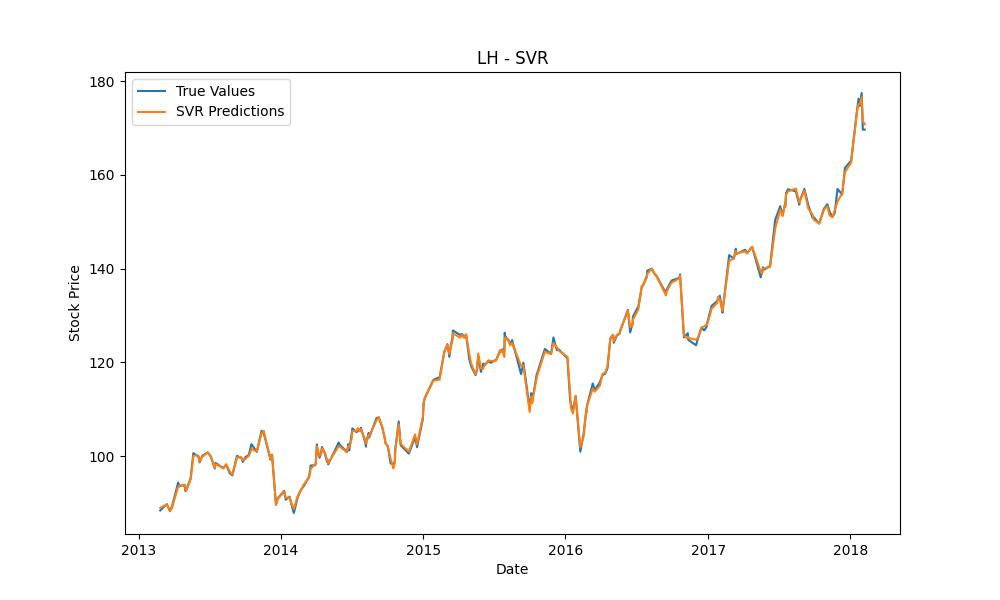 LH - SVR
True Values
SVR Predictions
180
160
140
120
100
Stock Price
2013 2014 2015 2016 2017 2018
Date